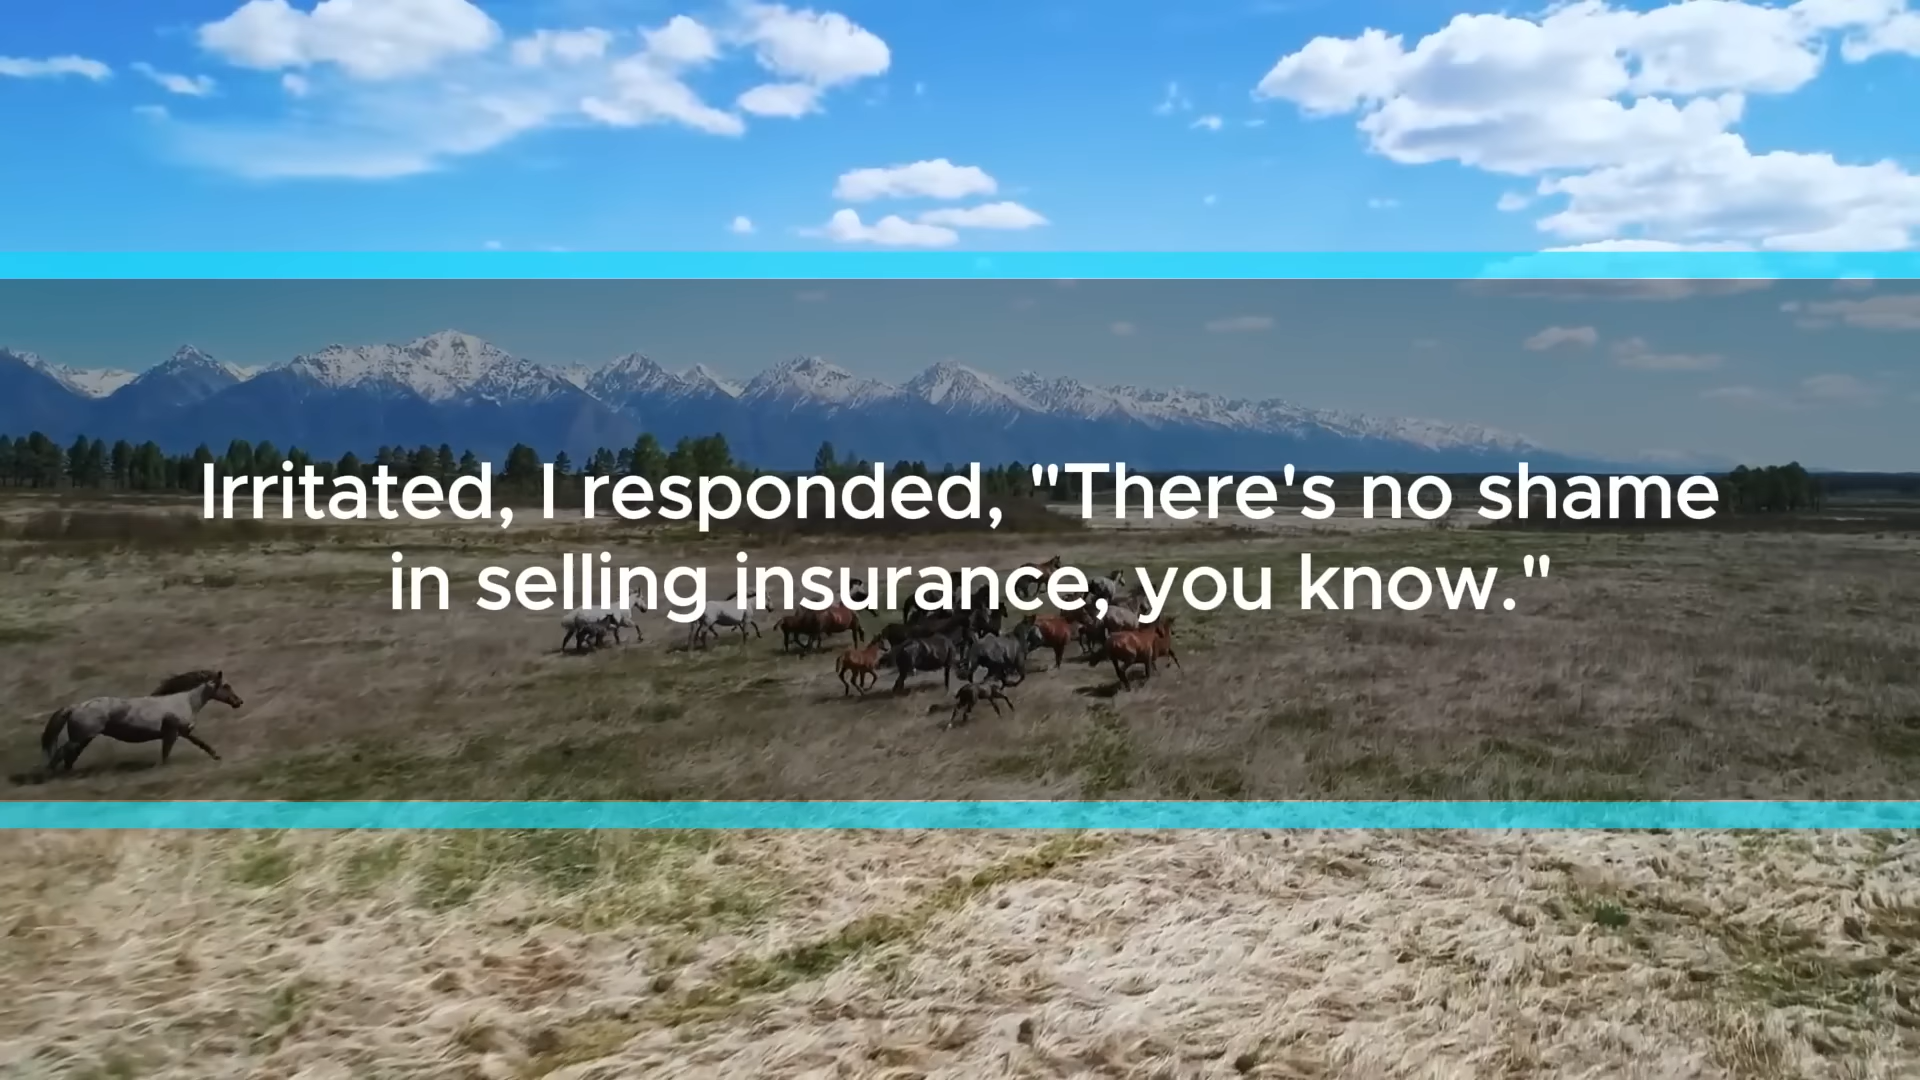 Irritated, I responded, "There's no shame
in selling insurance, you know."